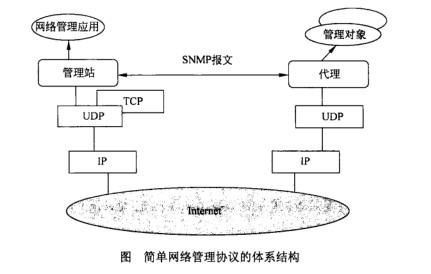 网络管理应用
管理对象
SNMP报文
管理站
代理
TCP
UDP
UDP
IP
IP
Internet
图 简单网络管理协议的体系结构